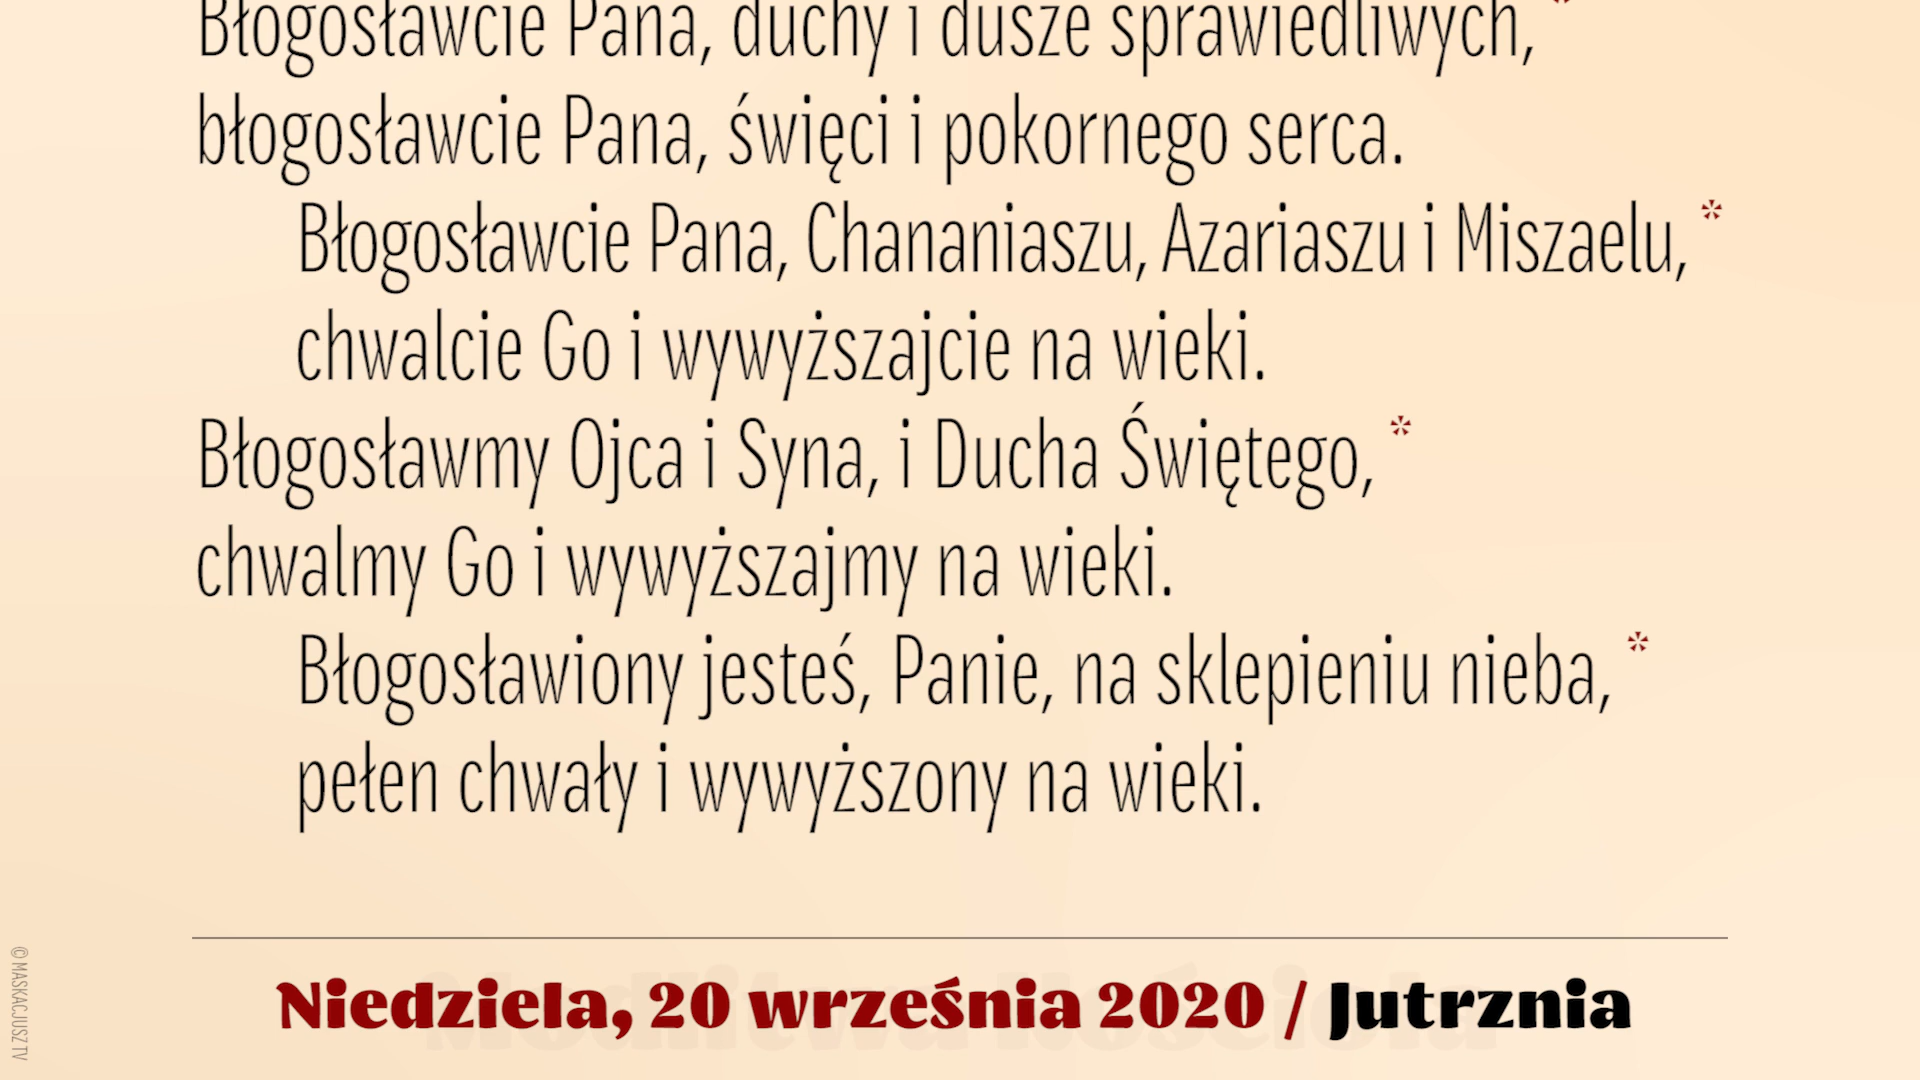 Błogosławcie Pana, duchy i dusze sprawiedliwych, *
błogosławcie Pana, święci i pokornego serca.
Błogosławcie Pana, Chananiaszu, Azariaszu i Miszaelu, *
chwalcie Go i wywyższajcie na wieki.
Błogosławmy Ojca i Syna, i Ducha Świętego, *
chwalmy Go i wywyższajmy na wieki.
Błogosławiony jesteś, Panie, na sklepieniu nieba, *
pełen chwały i wywyższony na wieki.
Niedziela, 20 września 2020 / Jutrznia
© MASKACJUSZ TV